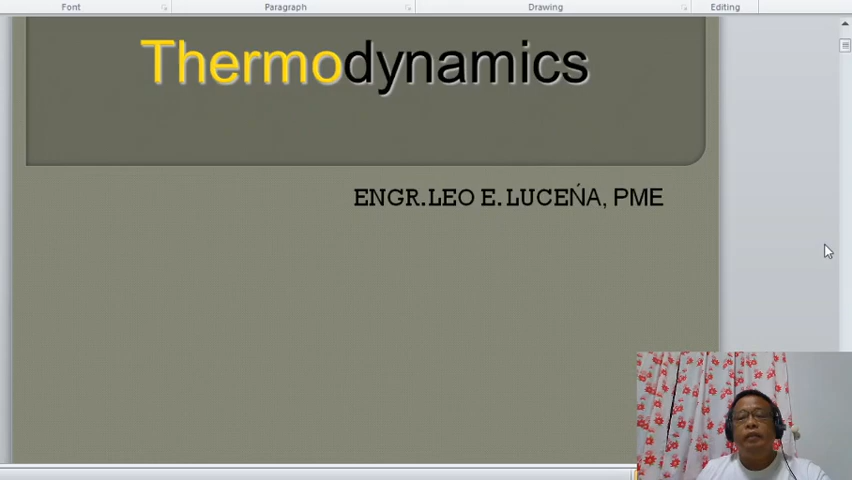 Font Paragraph Drawing Editing
Thermodynamics
ENGR.LEO E. LUCEŃA, PME